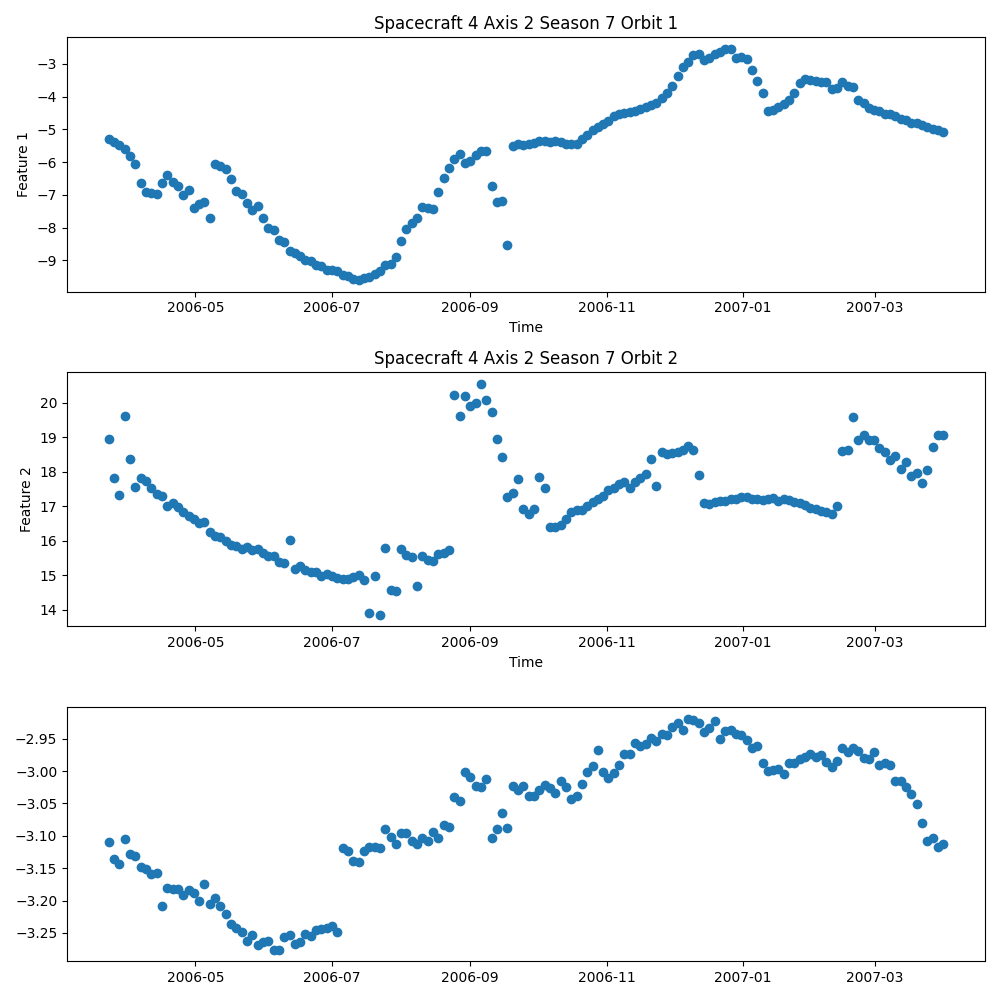 Spacecraft 4 Axis 2 Season 7 Orbit 1
Feature 1
−3
−4
−5
−6
−7
−8
−9
2006-05 2006-07 2006-09 2006-11 2007-01 2007-03
Time
Spacecraft 4 Axis 2 Season 7 Orbit 2
Feature 2
20
19
18
17
16
15
14
2006-05 2006-07 2006-09 2006-11 2007-01 2007-03
Time
−2.95
−3.00
−3.05
−3.10
−3.15
−3.20
−3.25
2006-05 2006-07 2006-09 2006-11 2007-01 2007-03